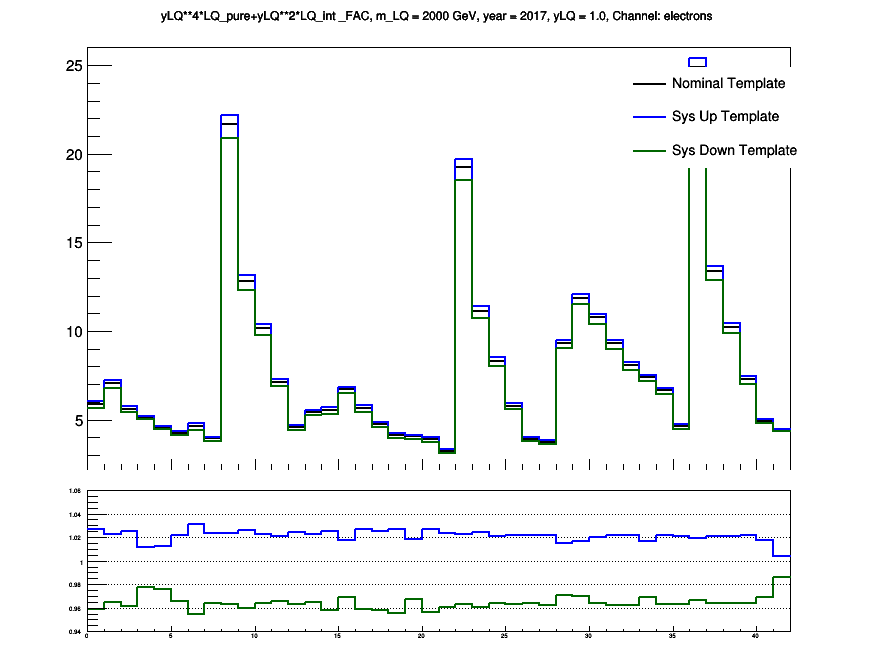 yLQ**4*LQ_pure+yLQ**2*LQ_int _FAC, m_LQ = 2000 GeV, year = 2017, yLQ = 1.0, Channel: electrons
25
Nominal Template
Sys Up Template
20
Sys Down Template
15
10
5
1.06
1.04
1.02
1
0.98
0.96
0.94
0 5 10 15 20 25 30 35 40